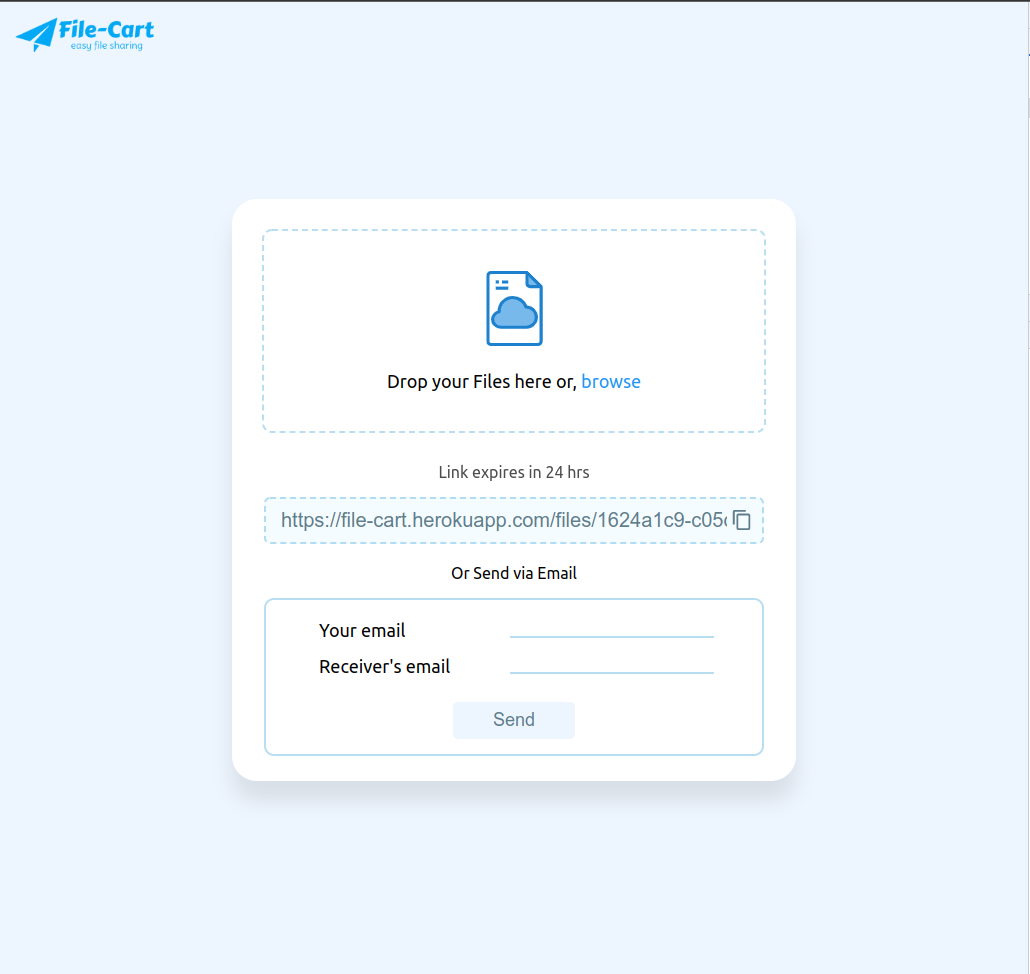 File-Cart
easy file sharing
Drop your Files here or, browse
Link expires in 24 hrs
https://file-cart.herokuapp.com/files/1624a1c9-c05
Or Send via Email
Your email
Receiver's email
Send